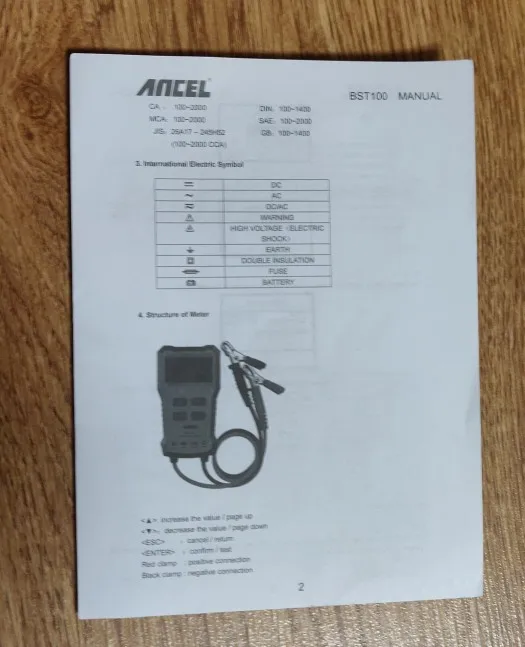 ANCEL
BST100 MANUAL
CA : 100~2000 DIN: 100~1400
MCA: 100~2000 SAE: 100~2000
JIS: 26A17 – 245H52 GB: 100~1400
(100~2000 CCA)
3. International Electric Symbol
DC
AC
DC/AC
WARNING
HIGH VOLTAGE (ELECTRIC
SHOCK)
EARTH
DOUBLE INSULATION
FUSE
BATTERY
4. Structure of Meter
<▲>: increase the value / page up
<▼>: decrease the value / page down
<ESC> : cancel / return
<ENTER> : confirm / test
Red clamp : positive connection
Black clamp : negative connection
2